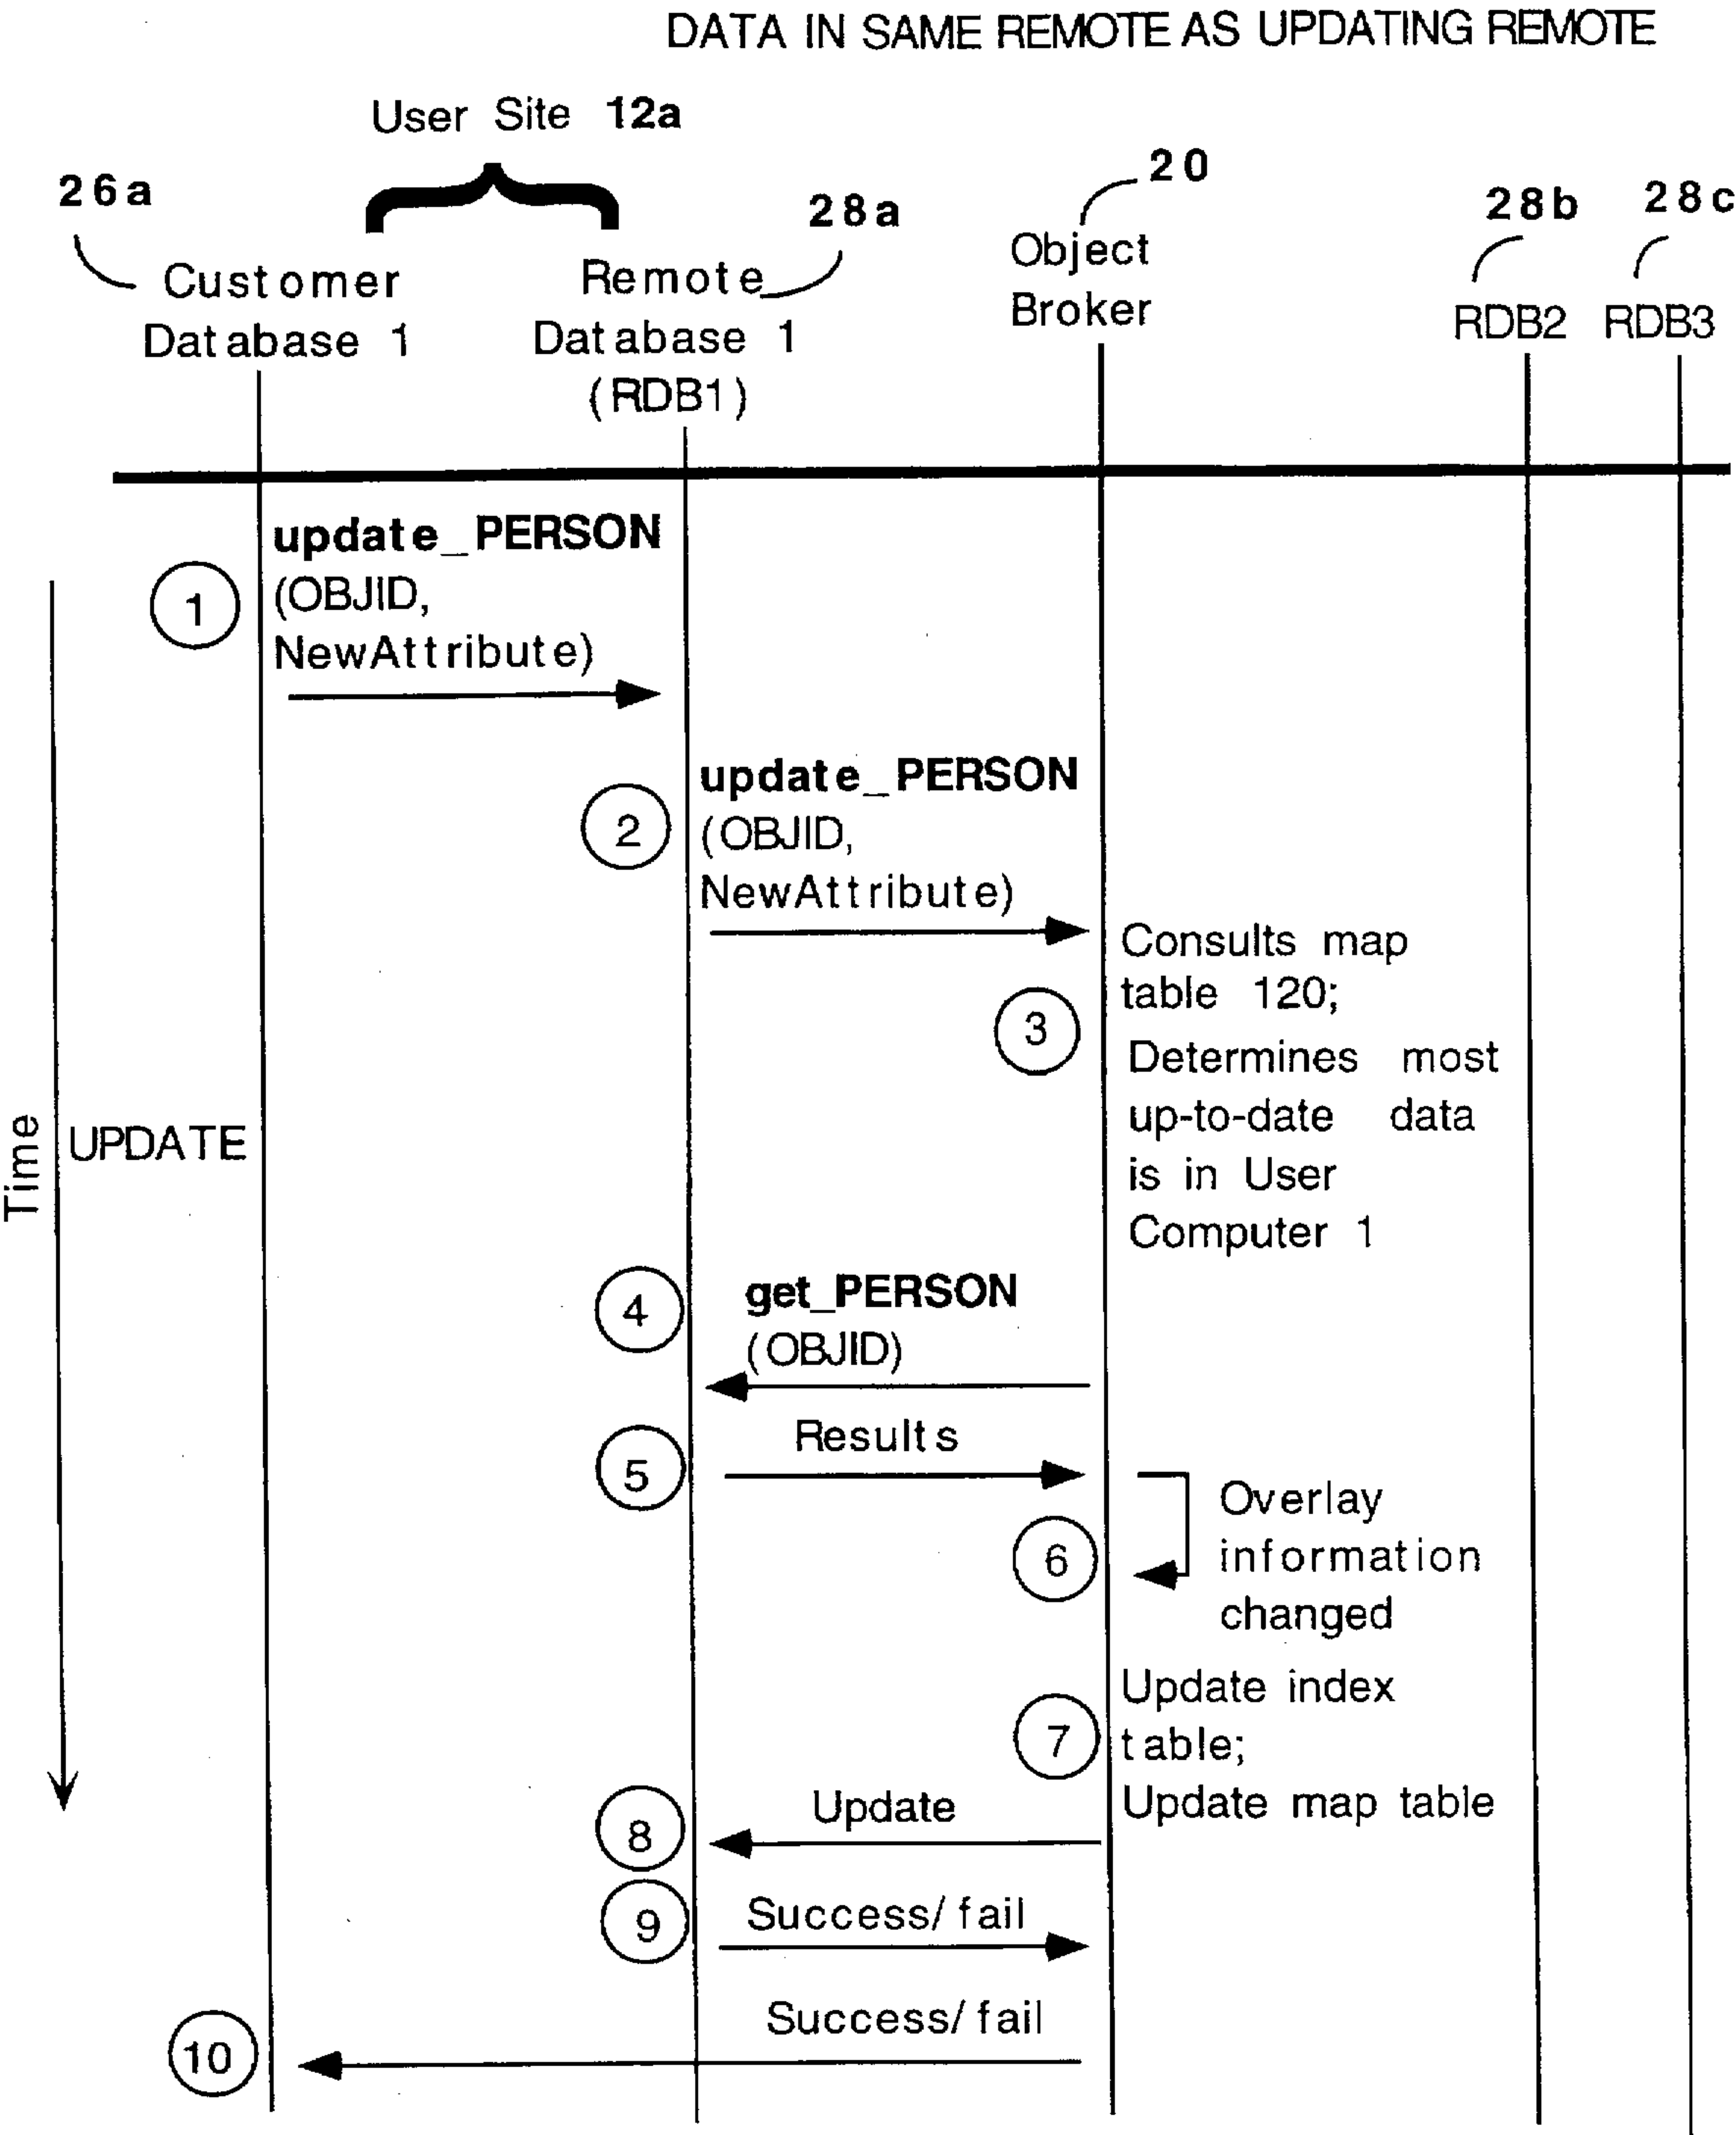 DATA IN SAME REMOTE AS UPDATING REMOTE
User Site 12a
26a
28a
20
28b
28c
Customer
Database 1
Remote
Database 1
(RDB1)
Object
Broker
RDB2
RDB3
update_PERSON
(OBJID,
NewAttribute)
1
update_PERSON
(OBJID,
NewAttribute)
2
Consults map
table 120;
3
Determines most
up-to-date data
is in User
Computer 1
Time
UPDATE
4
get_PERSON
(OBJID)
5
Results
6
Overlay
information
changed
7
Update index
table;
Update map table
8
Update
9
Success/fail
10
Success/fail